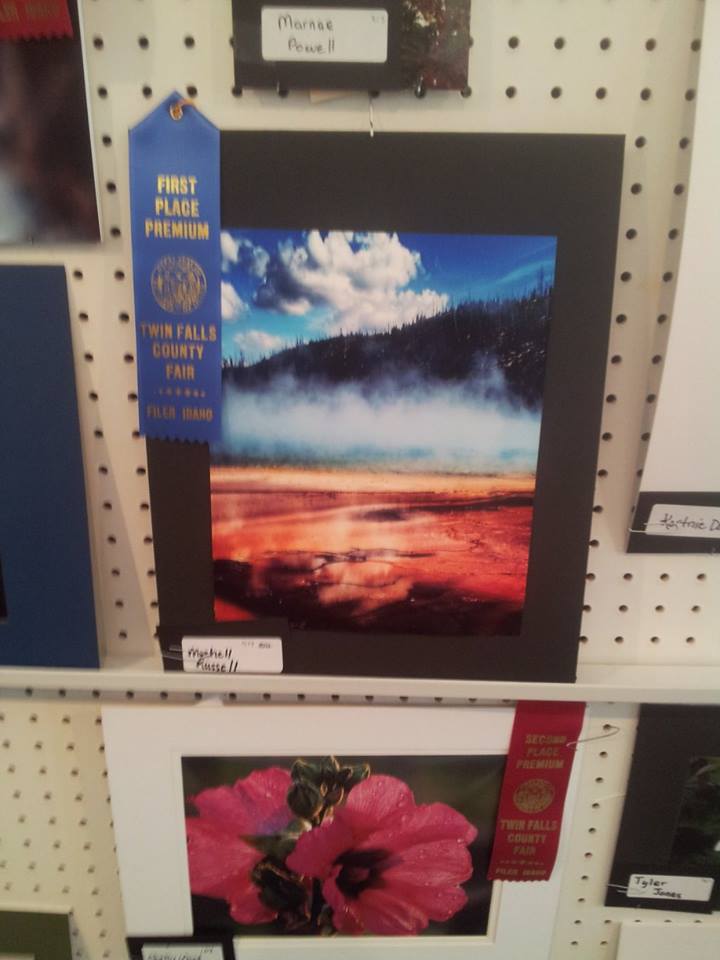 Marnae
Powell
FIRST
PLACE
PREMIUM
TWIN FALLS
COUNTY
FAIR
FILER IDAHO
Machell
Russell
SECOND
PLACE
PREMIUM
TWIN FALLS
COUNTY
FAIR
FILER IDAHO
Tyler
Jones